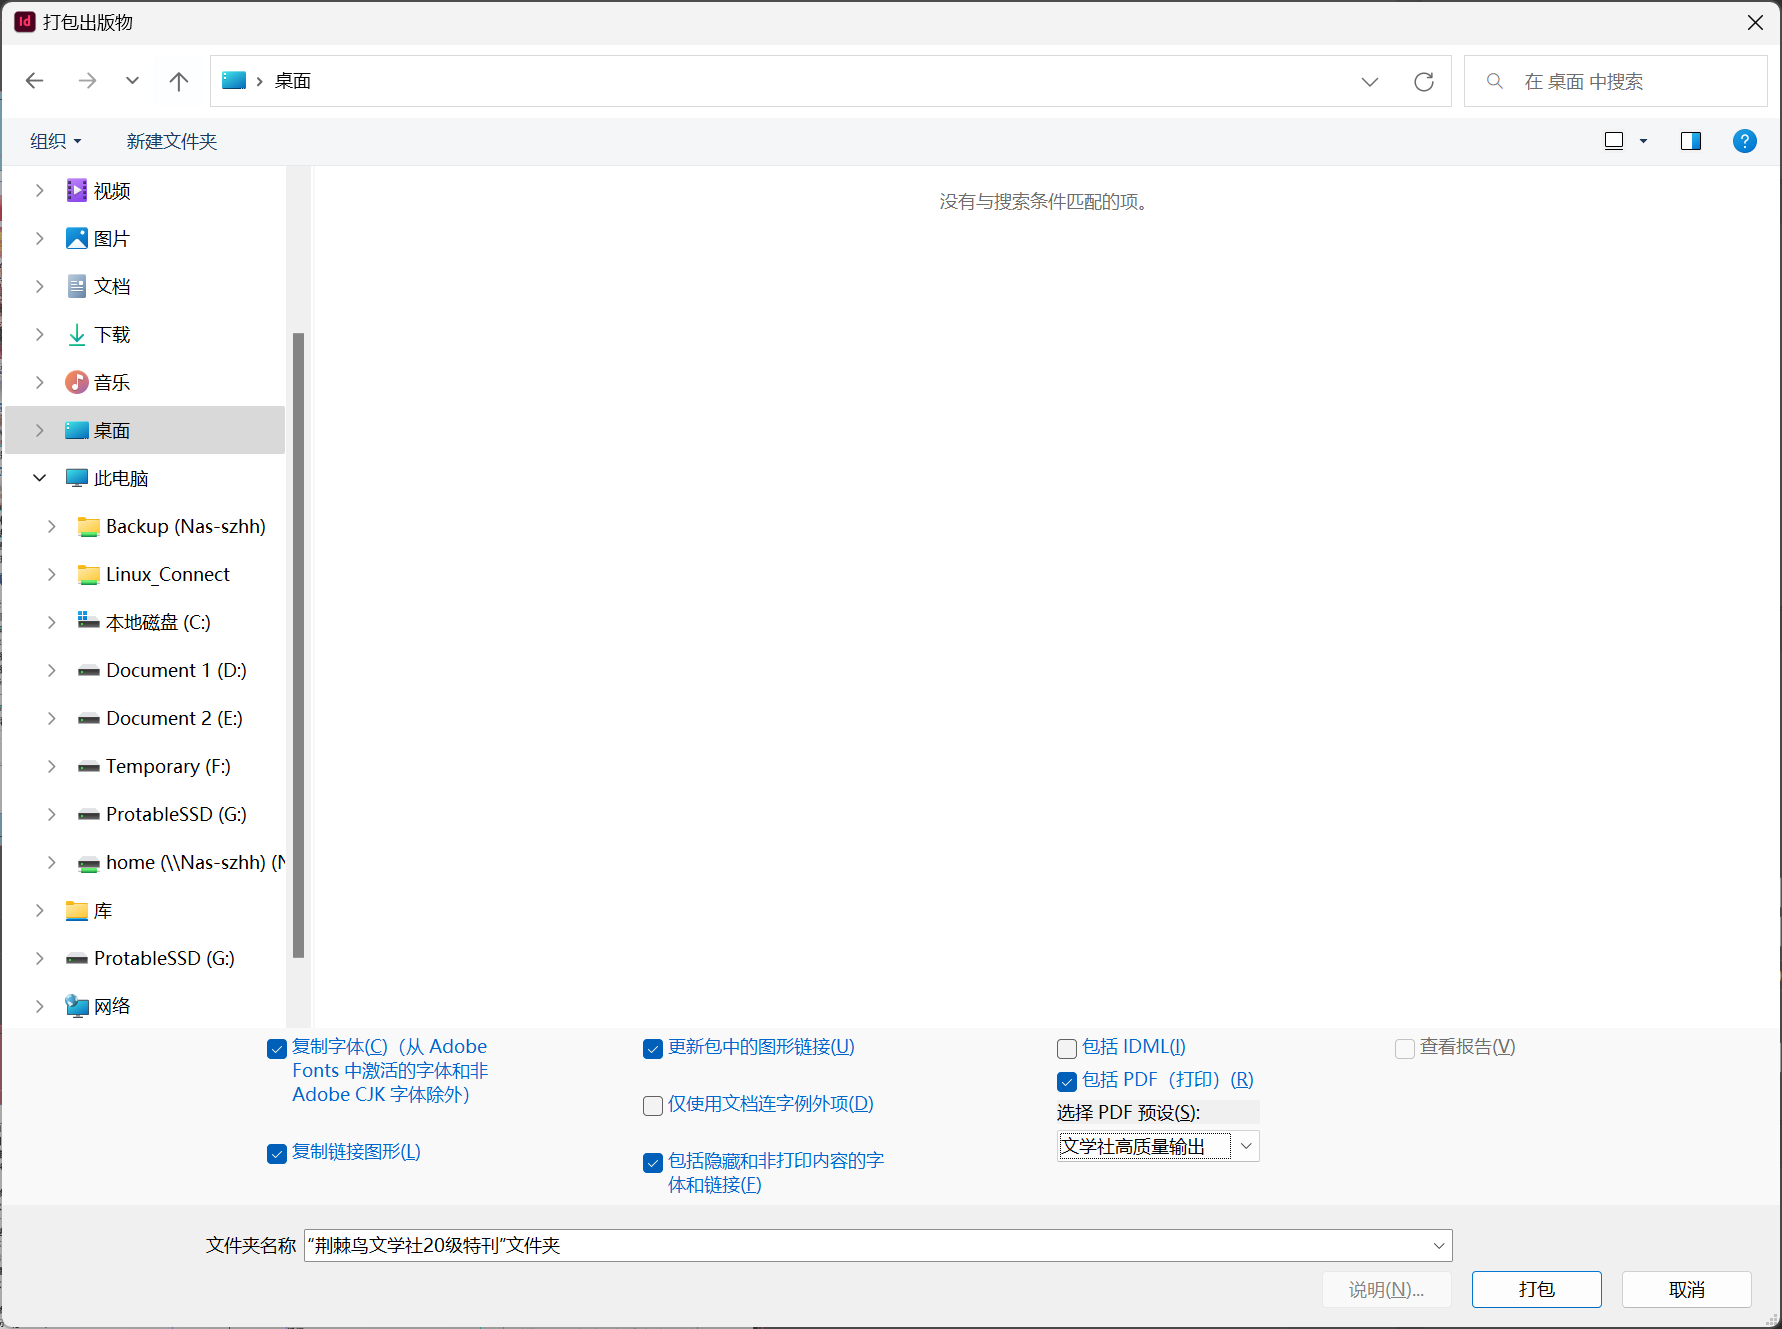 Id 打包出版物
桌面
在 桌面 中搜索
组织
新建文件夹
?
视频
图片
文档
下载
音乐
桌面
此电脑
Backup (Nas-szhh)
Linux_Connect
本地磁盘 (C:)
Document 1 (D:)
Document 2 (E:)
Temporary (F:)
ProtableSSD (G:)
home (\\Nas-szhh) (N
库
ProtableSSD (G:)
网络
没有与搜索条件匹配的项。
复制字体(C)（从 Adobe
Fonts 中激活的字体和非
Adobe CJK 字体除外）
复制链接图形(L)
更新包中的图形链接(U)
仅使用文档连字例外项(D)
包括隐藏和非打印内容的字
体和链接(F)
包括 IDML(I)
包括 PDF（打印）(R)
选择 PDF 预设(S):
文学社高质量输出
查看报告(V)
文件夹名称
“荆棘鸟文学社20级特刊”文件夹
说明(N)...
打包
取消